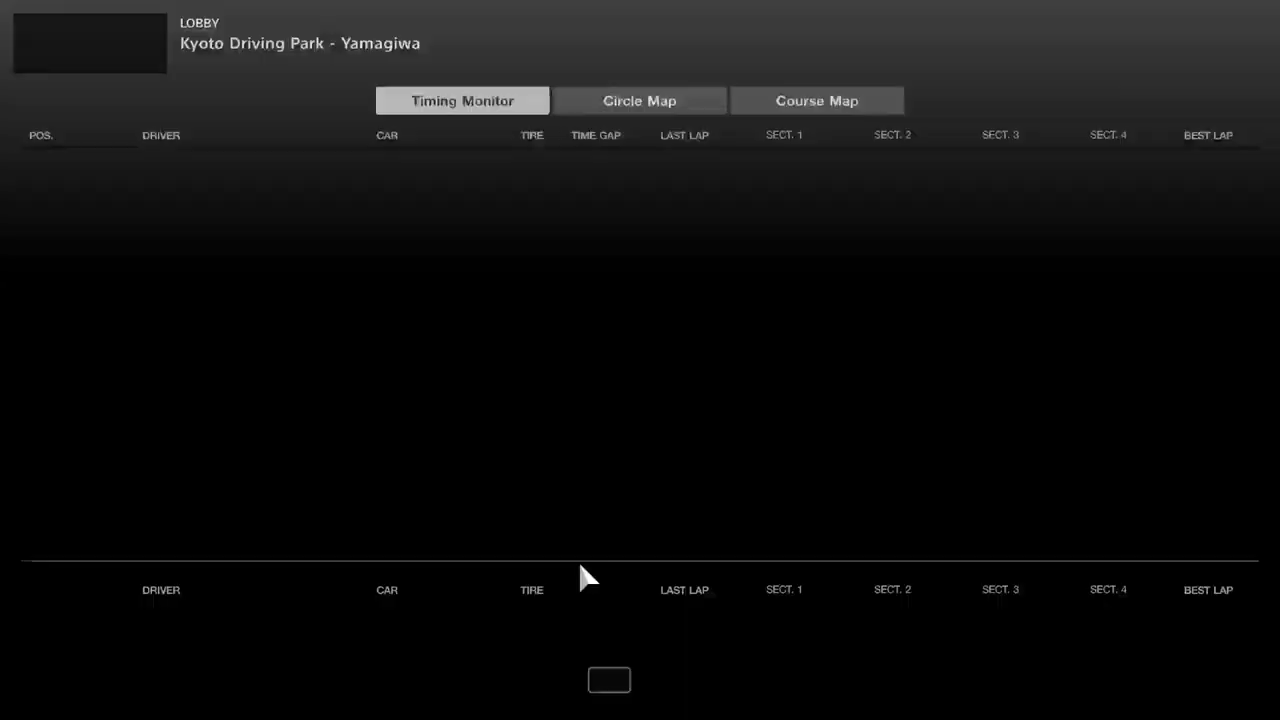 LOBBY
Kyoto Driving Park - Yamagiwa
Timing Monitor Circle Map Course Map
POS. DRIVER CAR TIRE TIME GAP LAST LAP SECT. 1 SECT. 2 SECT. 3 SECT. 4 BEST LAP
DRIVER CAR TIRE LAST LAP SECT. 1 SECT. 2 SECT. 3 SECT. 4 BEST LAP